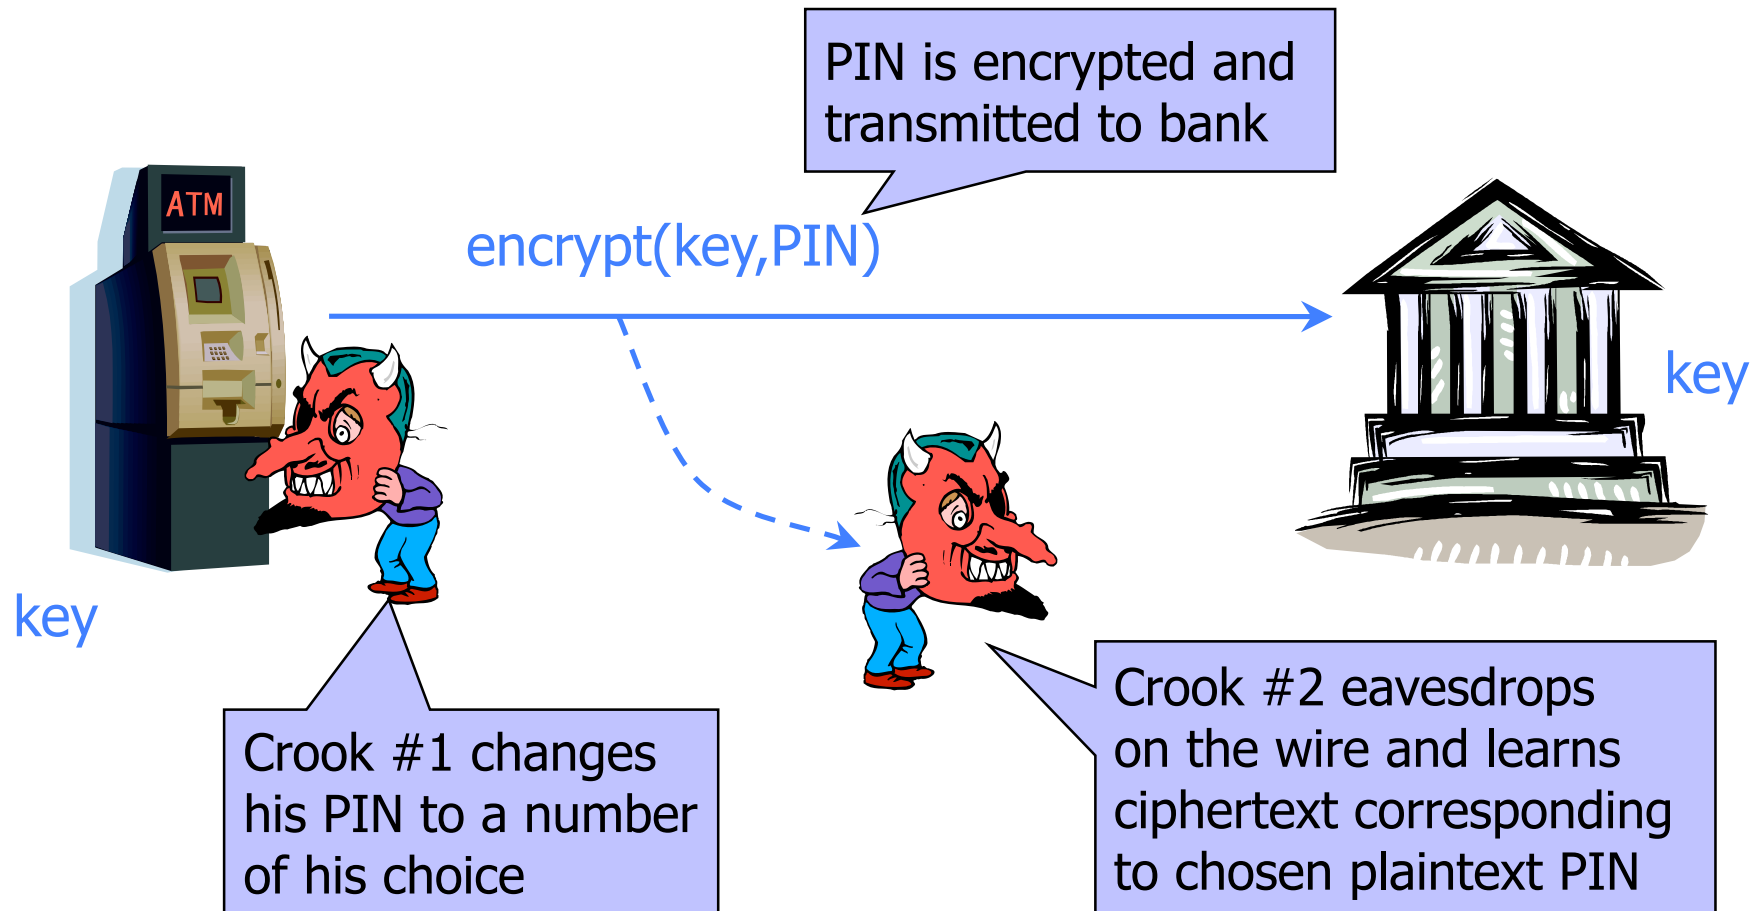 PIN is encrypted and
transmitted to bank
ATM
encrypt(key,PIN)
key
key
Crook #1 changes
his PIN to a number
of his choice
Crook #2 eavesdrops
on the wire and learns
ciphertext corresponding
to chosen plaintext PIN